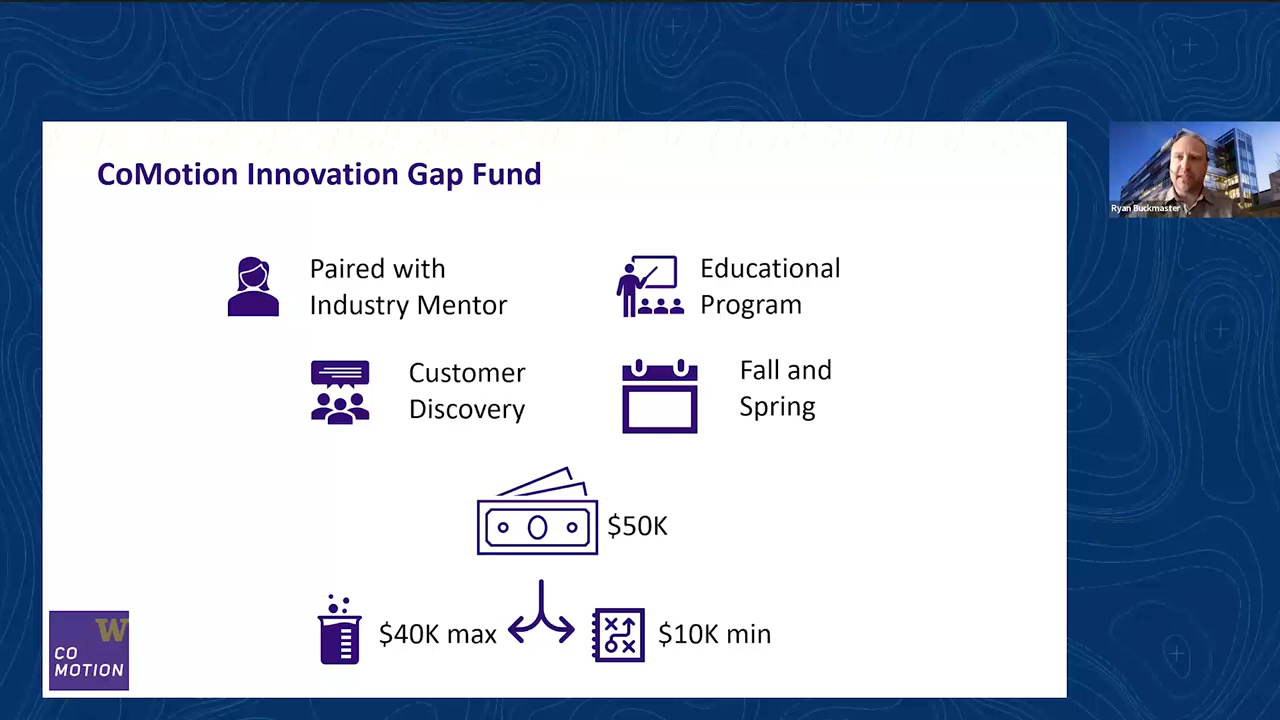 CoMotion Innovation Gap Fund
Ryan Buckmaster
Paired with
Industry Mentor
Educational
Program
Customer
Discovery
Fall and
Spring
$50K
$40K max
$10K min
W
CO
MOTION